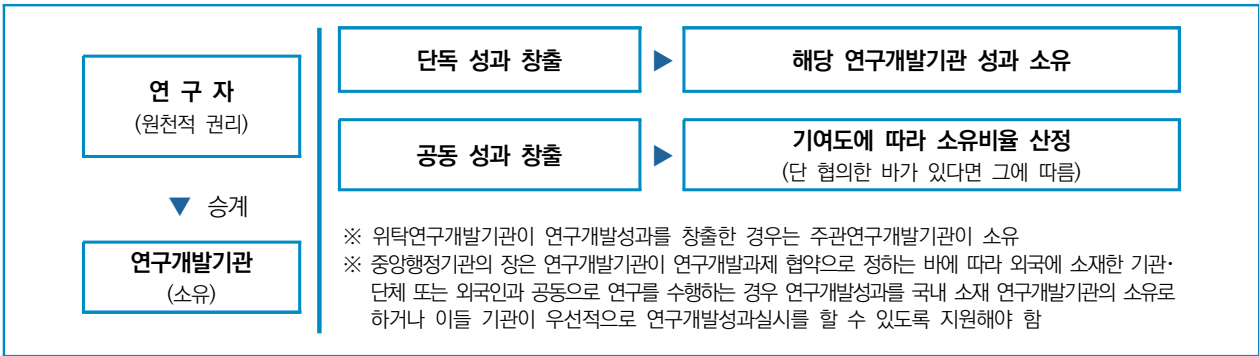 연 구 자
(원천적 권리)
▼ 승계
연구개발기관
(소유)
단독 성과 창출 ▶ 해당 연구개발기관 성과 소유
공동 성과 창출 ▶ 기여도에 따라 소유비율 산정
(단 협의한 바가 있다면 그에 따름)
※ 위탁연구개발기관이 연구개발성과를 창출한 경우는 주관연구개발기관이 소유
※ 중앙행정기관의 장은 연구개발기관이 연구개발과제 협약으로 정하는 바에 따라 외국에 소재한 기관·
단체 또는 외국인과 공동으로 연구를 수행하는 경우 연구개발성과를 국내 소재 연구개발기관의 소유로
하거나 이들 기관이 우선적으로 연구개발성과실시를 할 수 있도록 지원해야 함